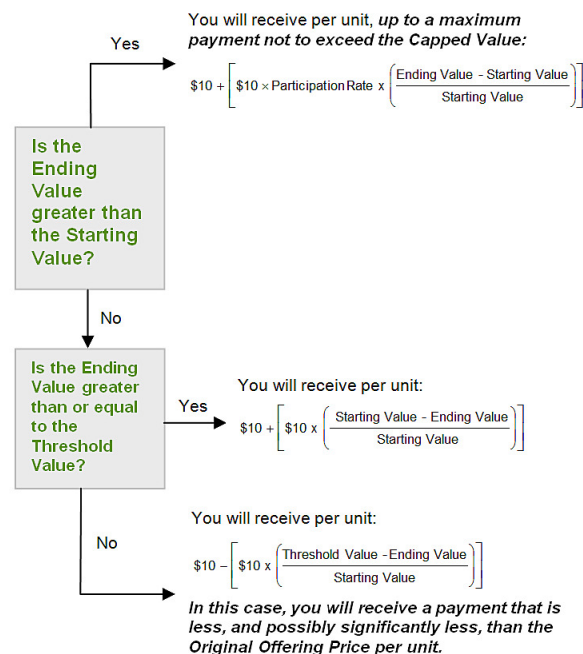 You will receive per unit, up to a maximum
payment not to exceed the Capped Value:
Yes
$10 + [ $10 × Participation Rate x ( Ending Value - Starting Value
Starting Value ) ]
Is the
Ending
Value
greater than
the Starting
Value?
No
Is the Ending
Value greater
than or equal
to the
Threshold
Value?
Yes
You will receive per unit:
$10 + [ $10 x ( Starting Value - Ending Value
Starting Value ) ]
No
You will receive per unit:
$10 – [ $10 x ( Threshold Value - Ending Value
Starting Value ) ]
In this case, you will receive a payment that is
less, and possibly significantly less, than the
Original Offering Price per unit.